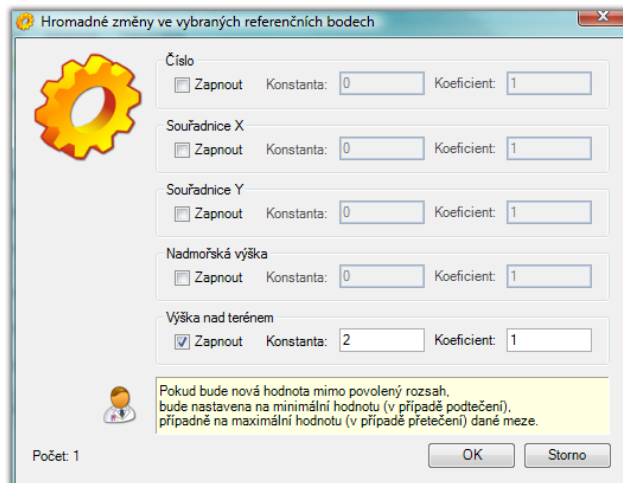 Hromadné změny ve vybraných referenčních bodech
Číslo
Zapnout Konstanta: 0 Koeficient: 1
Souřadnice X
Zapnout Konstanta: 0 Koeficient: 1
Souřadnice Y
Zapnout Konstanta: 0 Koeficient: 1
Nadmořská výška
Zapnout Konstanta: 0 Koeficient: 1
Výška nad terénem
Zapnout Konstanta: 2 Koeficient: 1
Pokud bude nová hodnota mimo povolený rozsah,
bude nastavena na minimální hodnotu (v případě podtečení),
případně na maximální hodnotu (v případě přetečení) dané meze.
Počet: 1 OK Storno